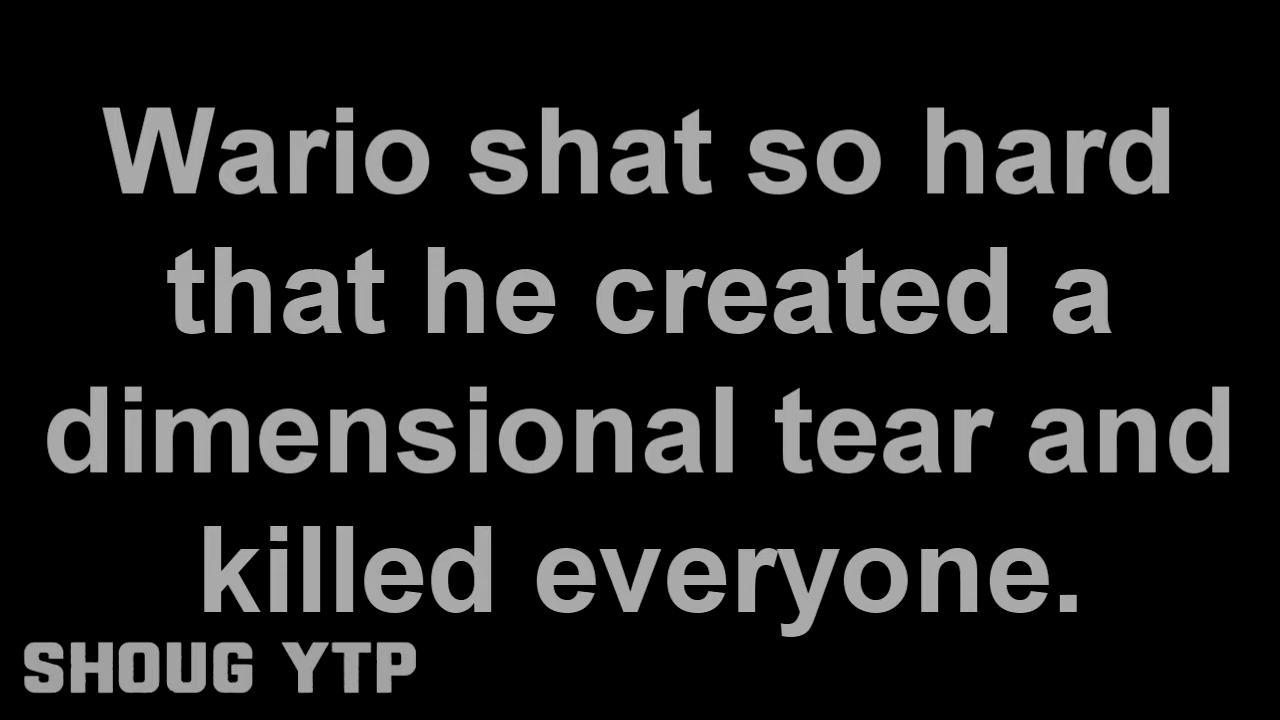 Wario shat so hard
that he created a
dimensional tear and
killed everyone.
SHOUG YTP